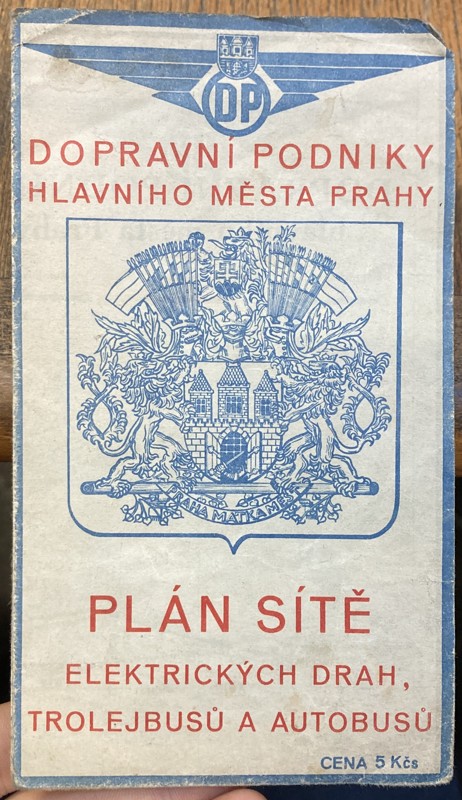 DP
DOPRAVNÍ PODNIKY
HLAVNÍHO MĚSTA PRAHY
PRAHA MATKA MĚST
PLÁN SÍTĚ
ELEKTRICKÝCH DRAH,
TROLEJBUSŮ A AUTOBUSŮ
CENA 5 Kčs